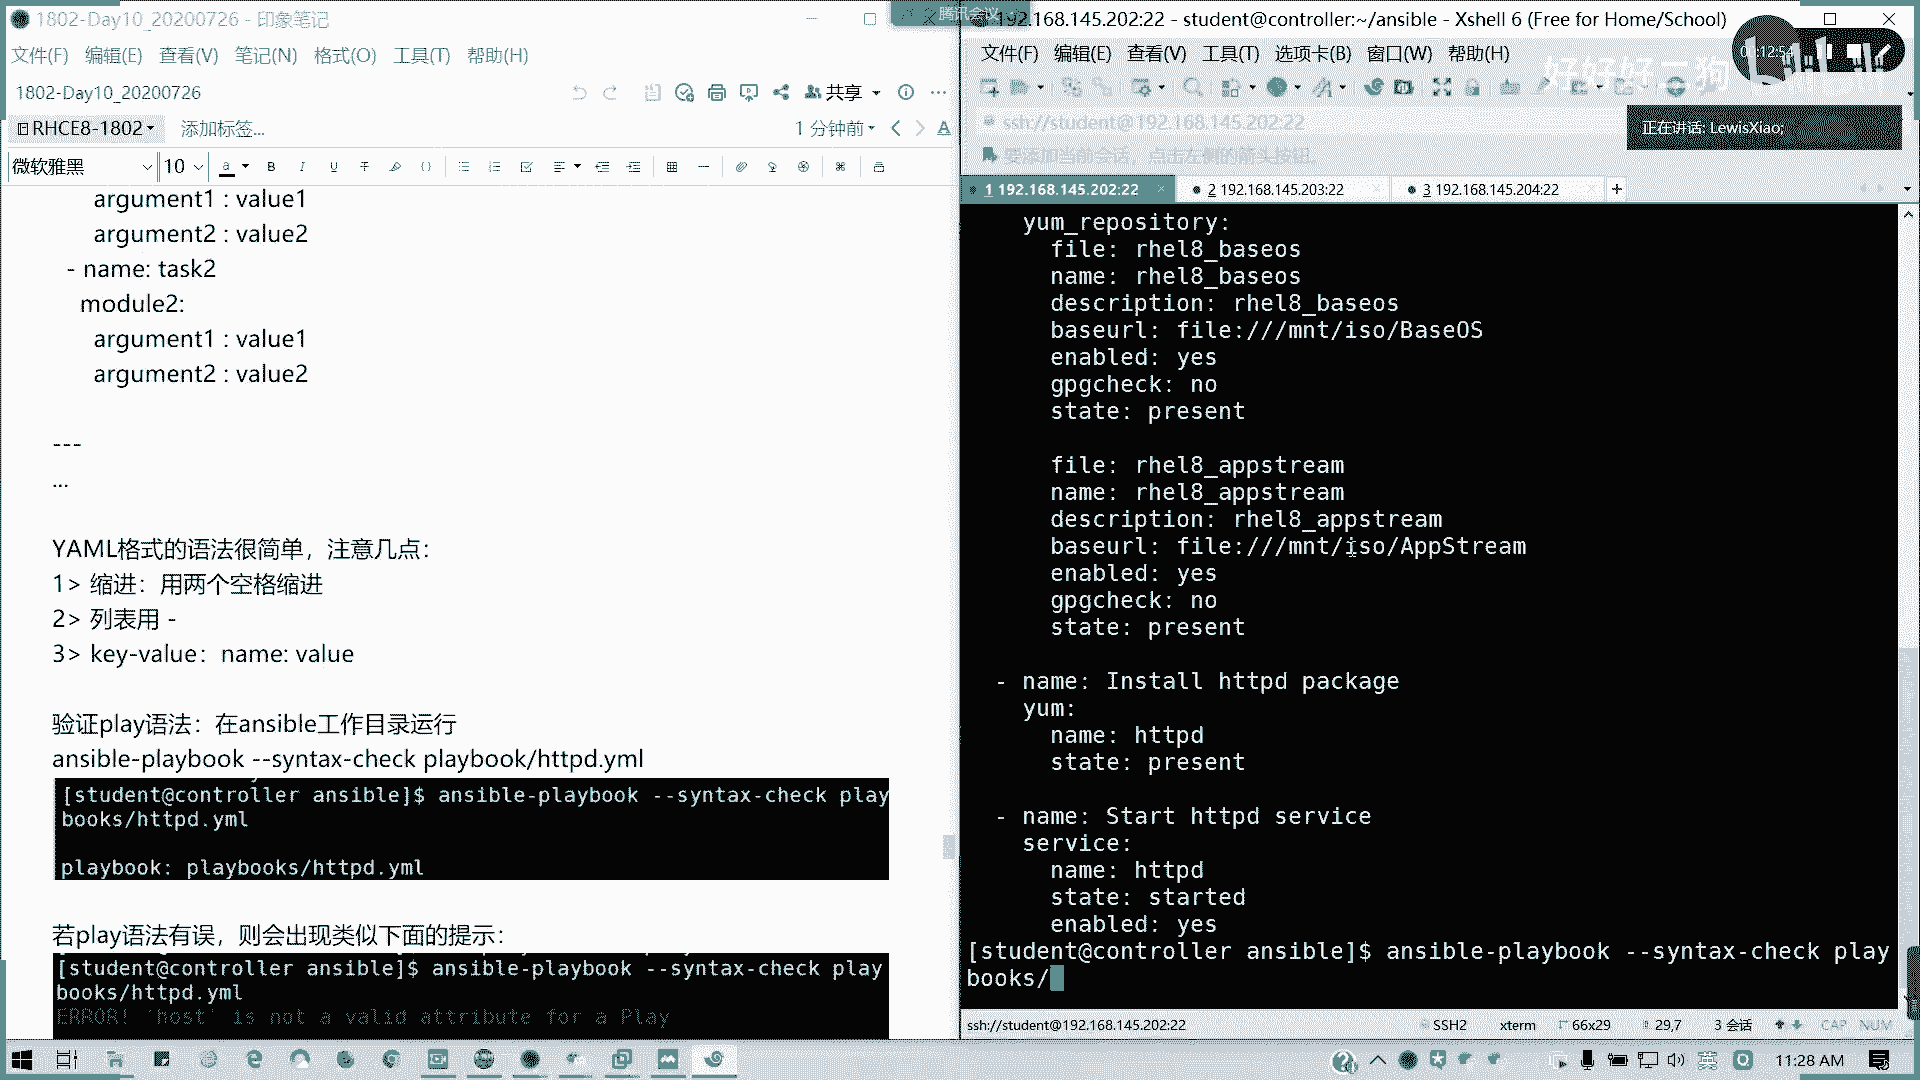 1802-Day10_20200726 - 印象笔记
文件(F) 编辑(E) 查看(V) 笔记(N) 格式(O) 工具(T) 帮助(H)
1802-Day10_20200726
共享
RHCE8-1802
添加标签...
1 分钟前
微软雅黑 10
argument1 : value1
argument2 : value2
- name: task2
module2:
argument1 : value1
argument2 : value2
---
...
YAML格式的语法很简单，注意几点：
1> 缩进：用两个空格缩进
2> 列表用 -
3> key-value：name: value
验证play语法：在ansible工作目录运行
ansible-playbook --syntax-check playbook/httpd.yml
[student@controller ansible]$ ansible-playbook --syntax-check play
books/httpd.yml
playbook: playbooks/httpd.yml
若play语法有误，则会出现类似下面的提示：
[student@controller ansible]$ ansible-playbook --syntax-check play
books/httpd.yml
ERROR! 'host' is not a valid attribute for a Play
腾讯会议
192.168.145.202:22 - student@controller:~/ansible - Xshell 6 (Free for Home/School)
文件(F) 编辑(E) 查看(V) 工具(T) 选项卡(B) 窗口(W) 帮助(H)
好好好二狗
ssh://student@192.168.145.202:22
正在讲话: LewisXiao;
要添加当前会话，点击左侧的箭头按钮。
1 192.168.145.202:22
2 192.168.145.203:22
3 192.168.145.204:22
yum_repository:
file: rhel8_baseos
name: rhel8_baseos
description: rhel8_baseos
baseurl: file:///mnt/iso/BaseOS
enabled: yes
gpgcheck: no
state: present
file: rhel8_appstream
name: rhel8_appstream
description: rhel8_appstream
baseurl: file:///mnt/iso/AppStream
enabled: yes
gpgcheck: no
state: present
- name: Install httpd package
yum:
name: httpd
state: present
- name: Start httpd service
service:
name: httpd
state: started
enabled: yes
[student@controller ansible]$ ansible-playbook --syntax-check play
books/
ssh://student@192.168.145.202:22
SSH2
xterm
66x29
29,7
3 会话
CAP NUM
英
11:28 AM